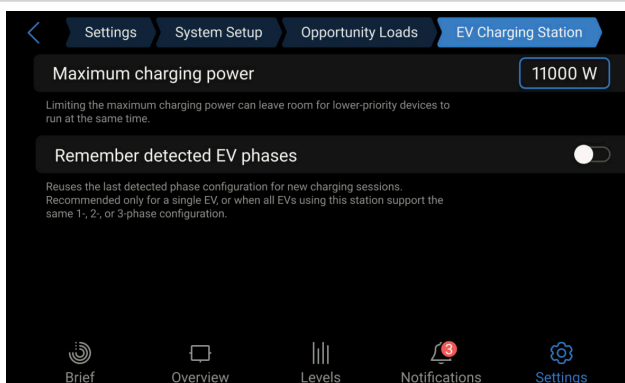 Settings System Setup Opportunity Loads EV Charging Station
Maximum charging power 11000 W
Limiting the maximum charging power can leave room for lower-priority devices to
run at the same time.
Remember detected EV phases
Reuses the last detected phase configuration for new charging sessions.
Recommended only for a single EV, or when all EVs using this station support the
same 1-, 2-, or 3-phase configuration.
3
Brief Overview Levels Notifications Settings